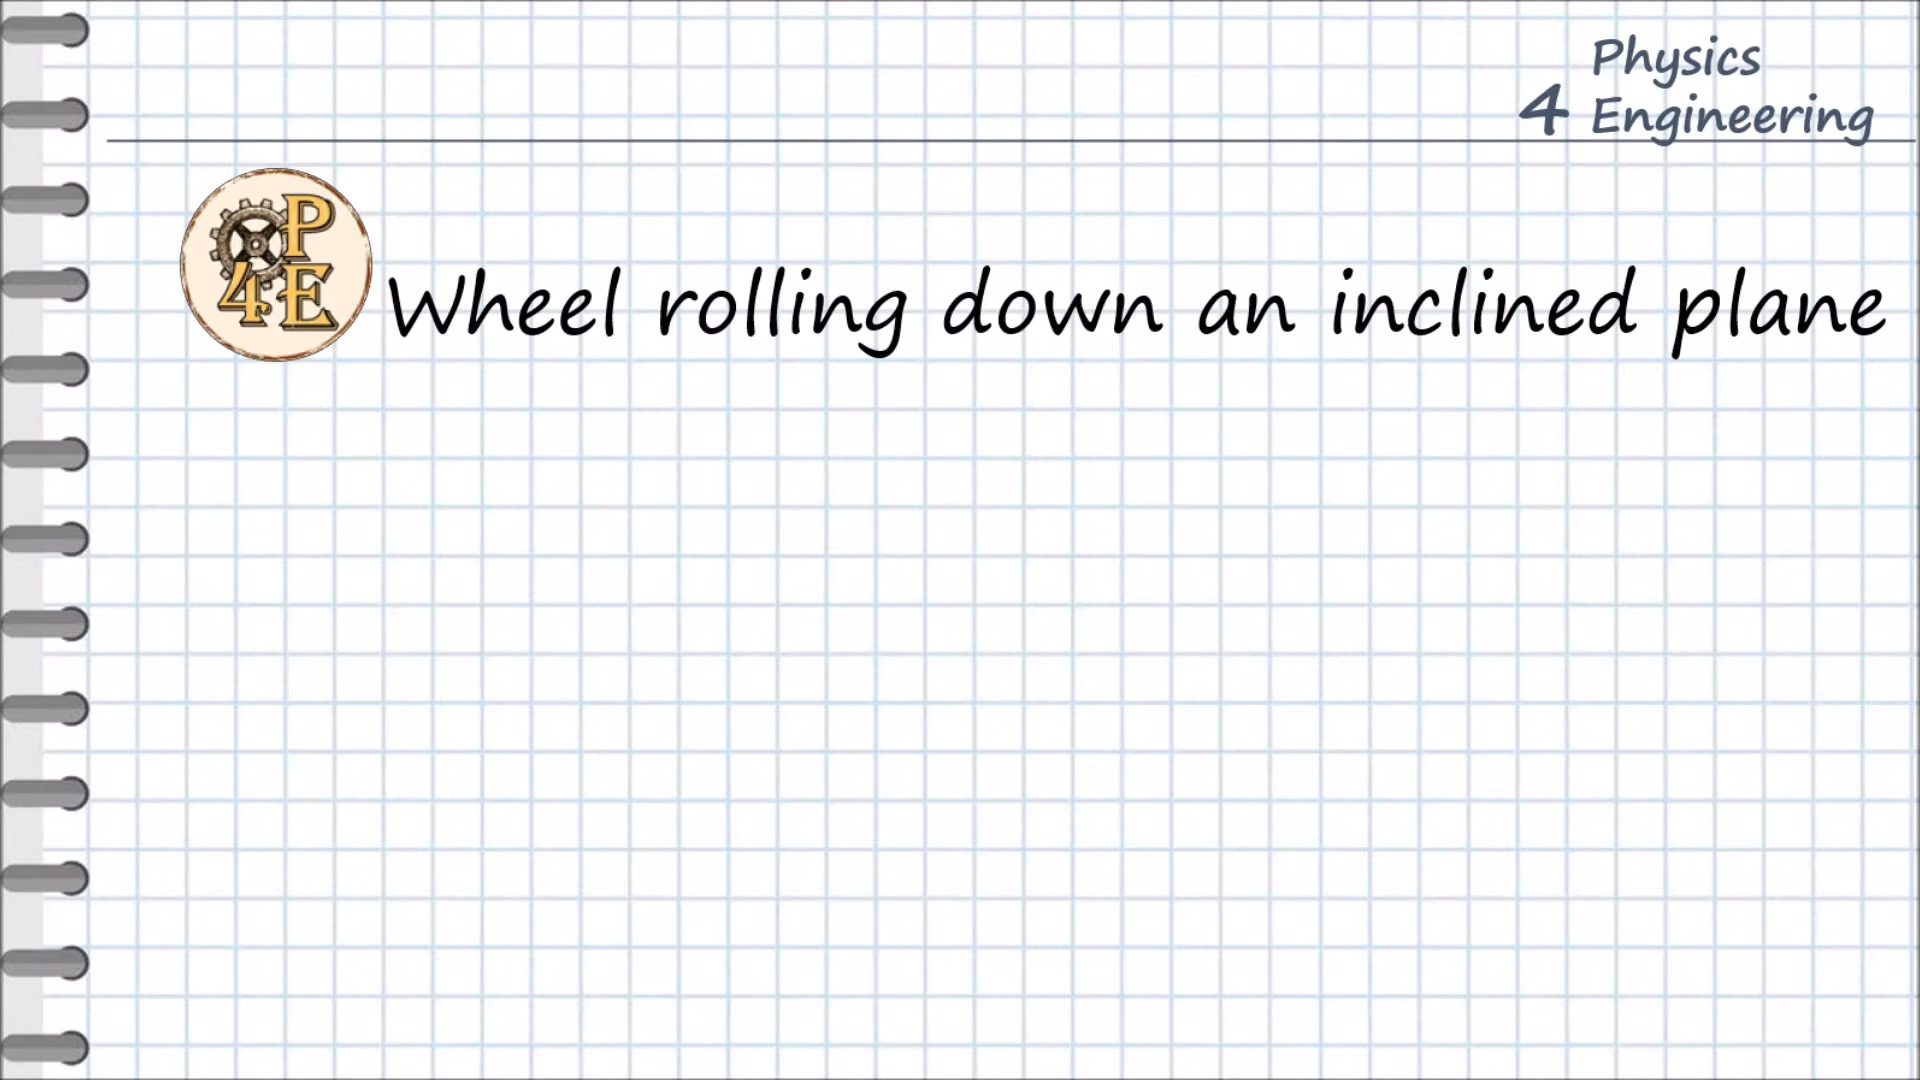 Physics
4 Engineering
P
4E
Wheel rolling down an inclined plane